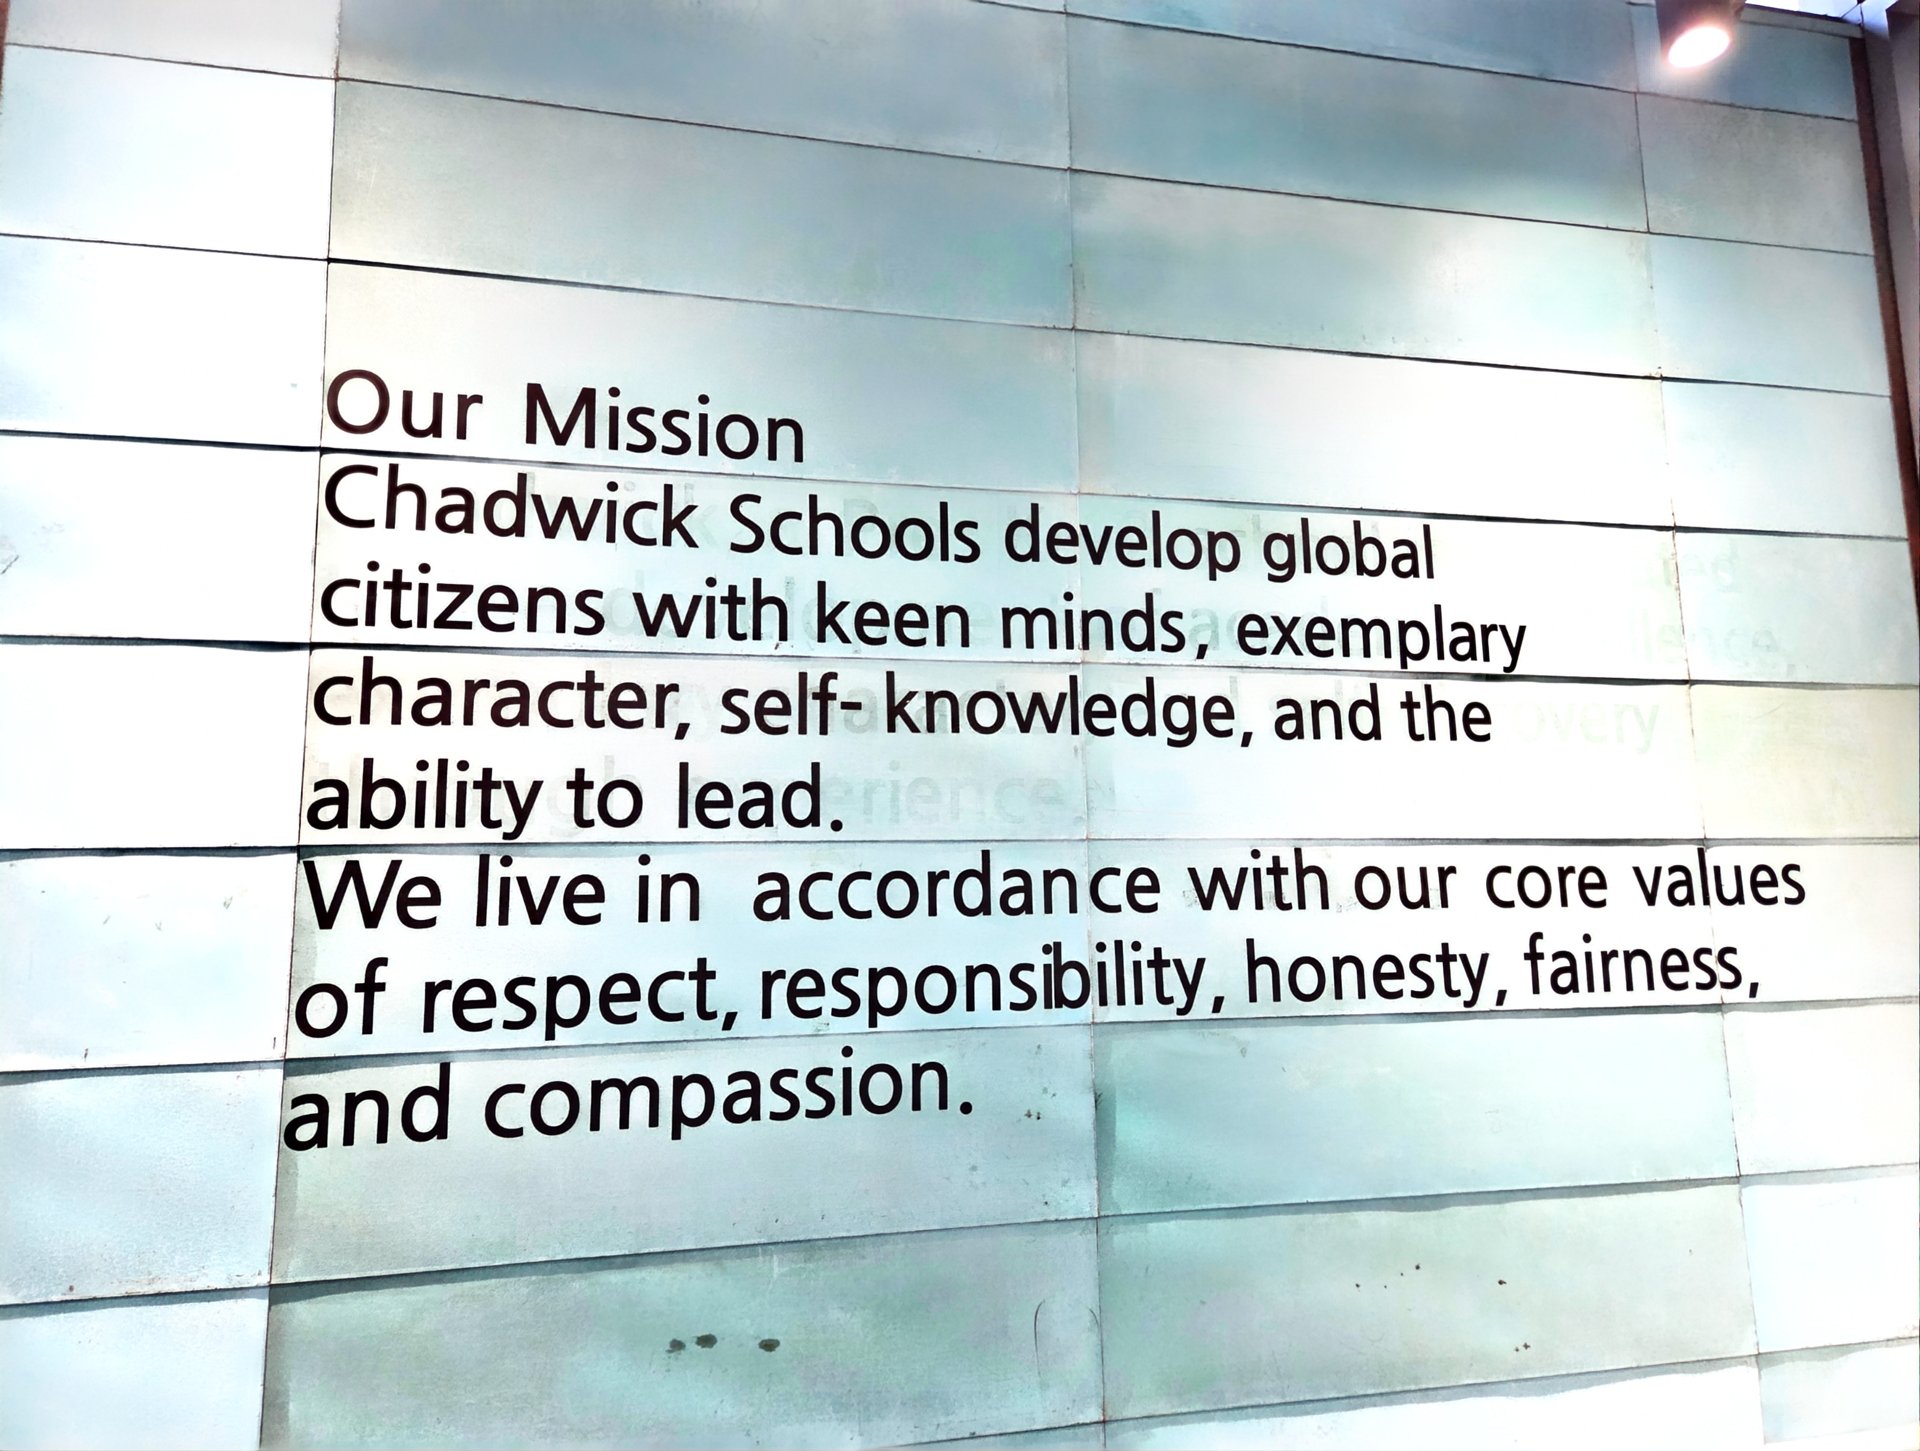 Our Mission
Chadwick Schools develop global
citizens with keen minds, exemplary
character, self-knowledge, and the
ability to lead.
We live in accordance with our core values
of respect, responsibility, honesty, fairness,
and compassion.